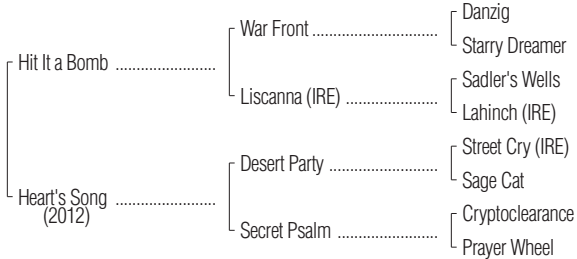 Danzig
War Front ..............................
Starry Dreamer
Hit It a Bomb ........................
Sadler's Wells
Liscanna (IRE) ......................
Lahinch (IRE)
Street Cry (IRE)
Desert Party ..........................
Sage Cat
Heart's Song ........................
(2012)
Cryptoclearance
Secret Psalm ........................
Prayer Wheel